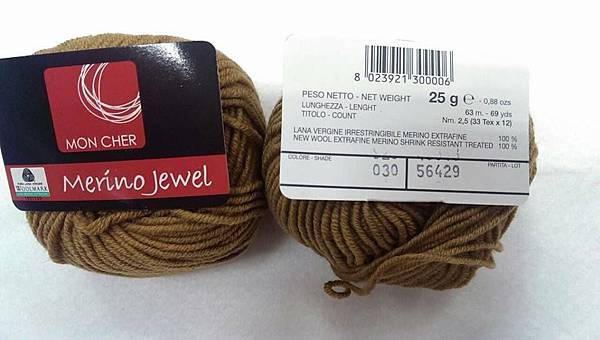 MON CHER
Merino Jewel
WOOLMARK
8 023921 300006
PESO NETTO - NET WEIGHT 25 g e - 0,88 ozs
LUNGHEZZA - LENGHT 63 m. - 69 yds
TITOLO - COUNT Nm. 2,5 (33 Tex x 12)
LANA VERGINE IRRESTRINGIBILE MERINO EXTRAFINE 100 %
NEW WOOL EXTRAFINE MERINO SHRINK RESISTANT TREATED 100 %
COLORE - SHADE PARTITA - LOT
030 56429